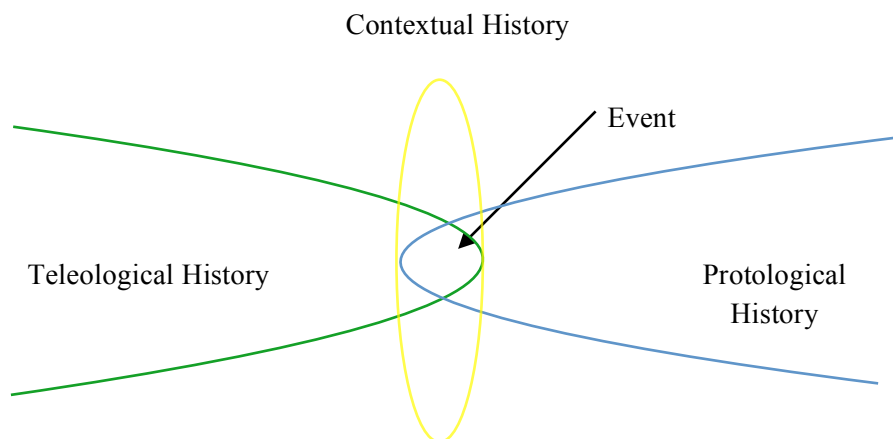 Contextual History
Event
Teleological History
Protological
History